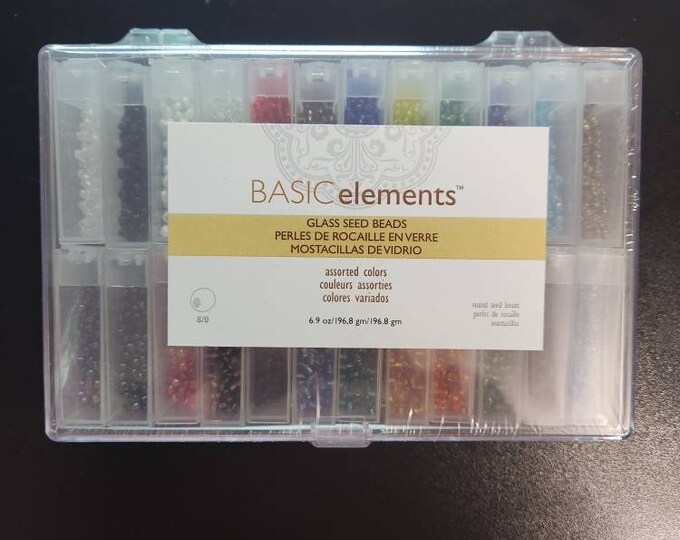 BASICelements™
GLASS SEED BEADS
PERLES DE ROCAILLE EN VERRE
MOSTACILLAS DE VIDRIO
assorted colors
couleurs assorties
colores variados
8/0
6.9 oz/196,8 gm/196.8 gm
round seed beads
perles de rocaille
mostacillas